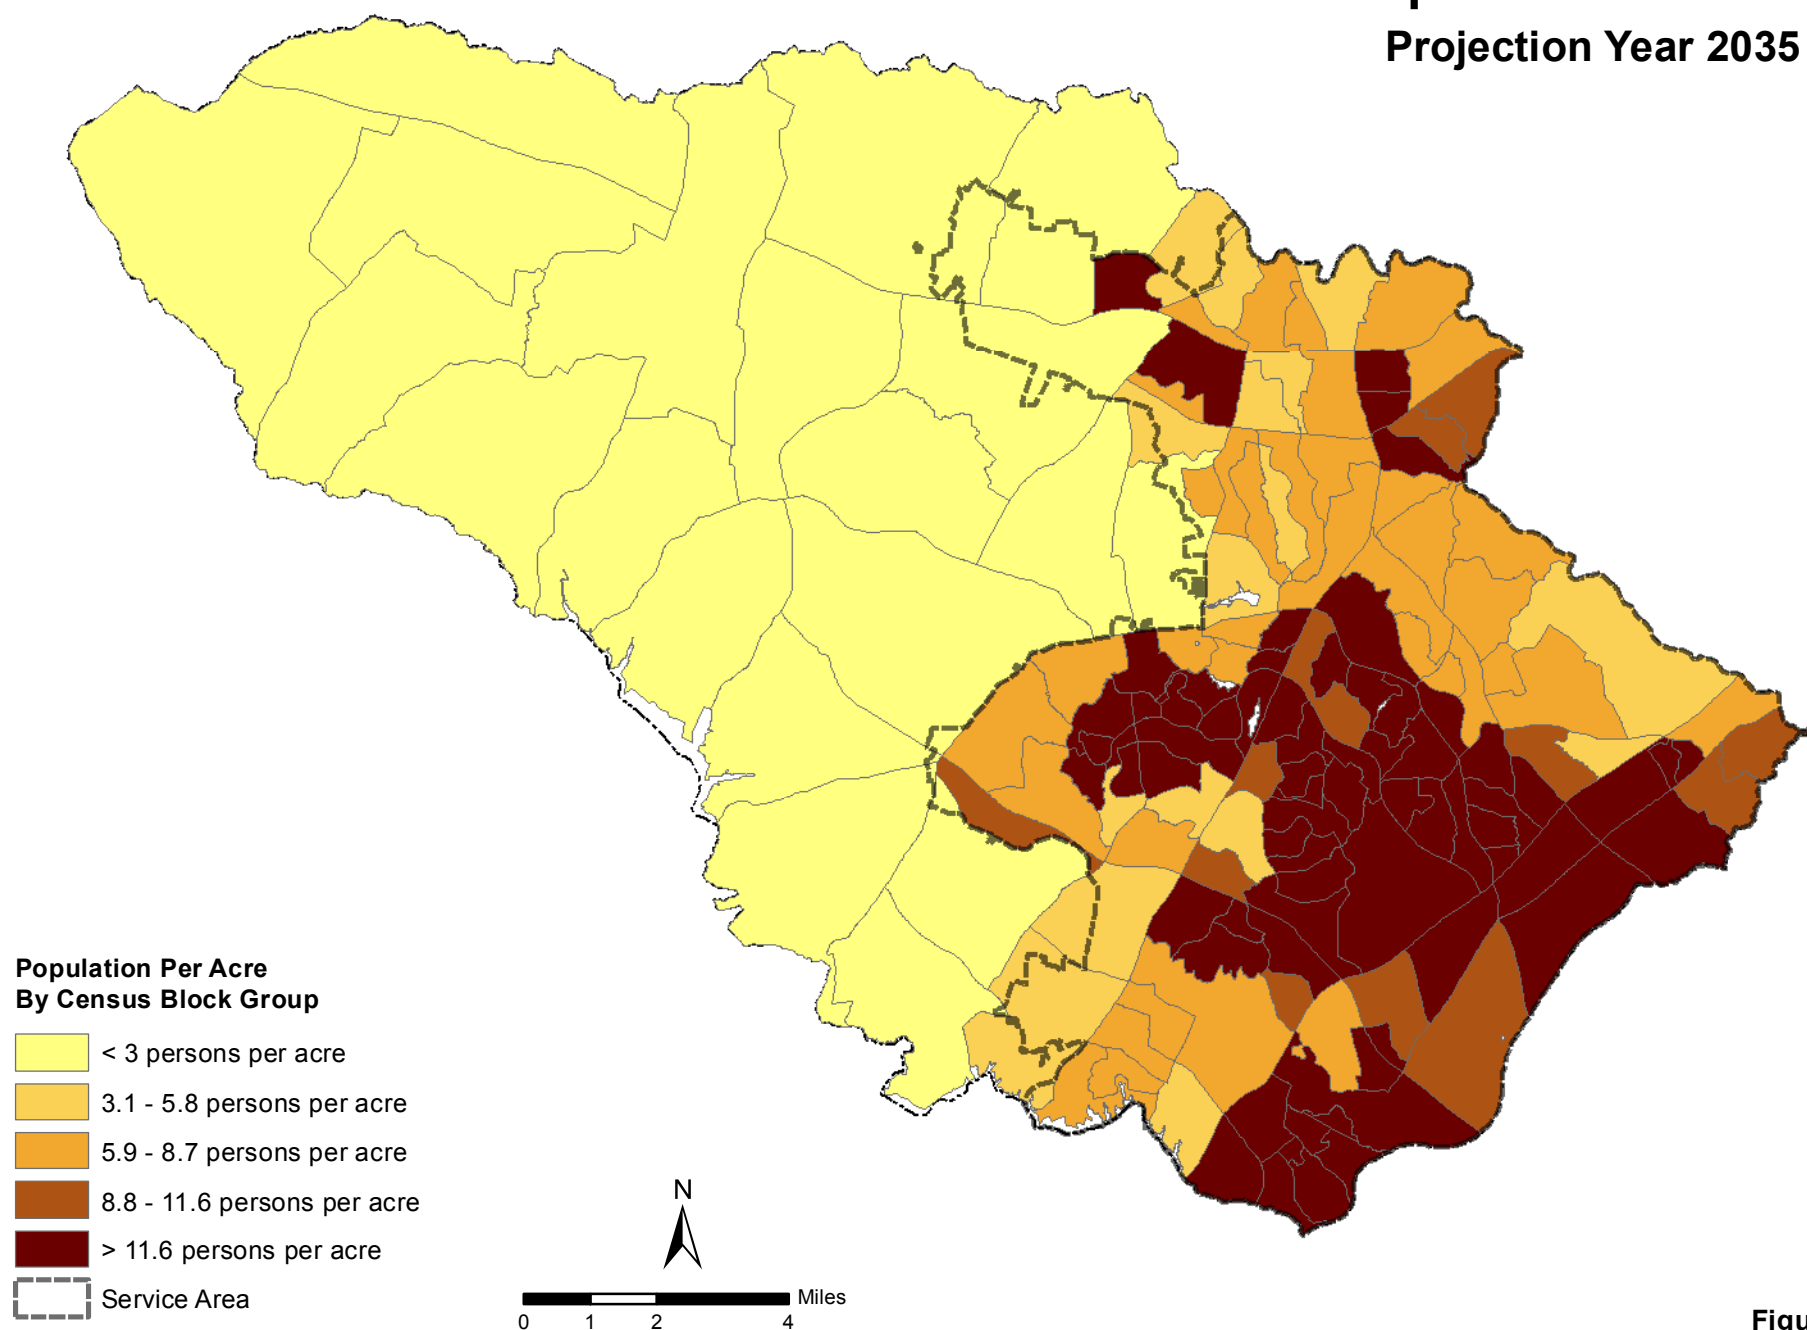 Projection Year 2035
Population Per Acre
By Census Block Group
< 3 persons per acre
3.1 - 5.8 persons per acre
5.9 - 8.7 persons per acre
8.8 - 11.6 persons per acre
> 11.6 persons per acre
Service Area
N
Miles
0 1 2 4